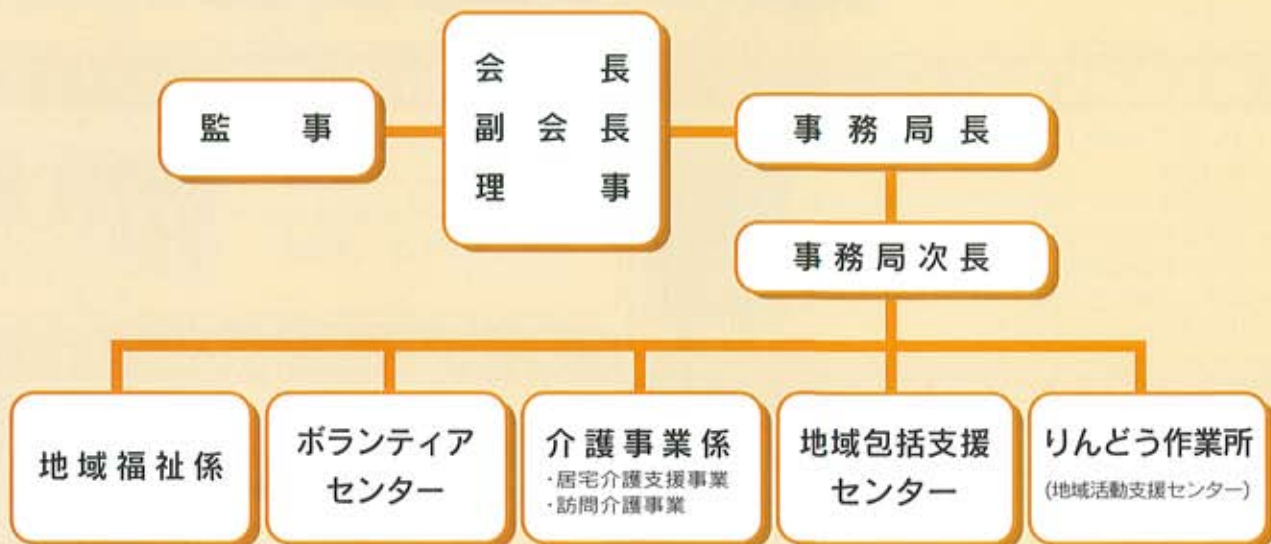 監事
会長
副会長
理事
事務局長
事務局次長
地域福祉係
ボランティア
センター
介護事業係
・居宅介護支援事業
・訪問介護事業
地域包括支援
センター
りんどう作業所
(地域活動支援センター)